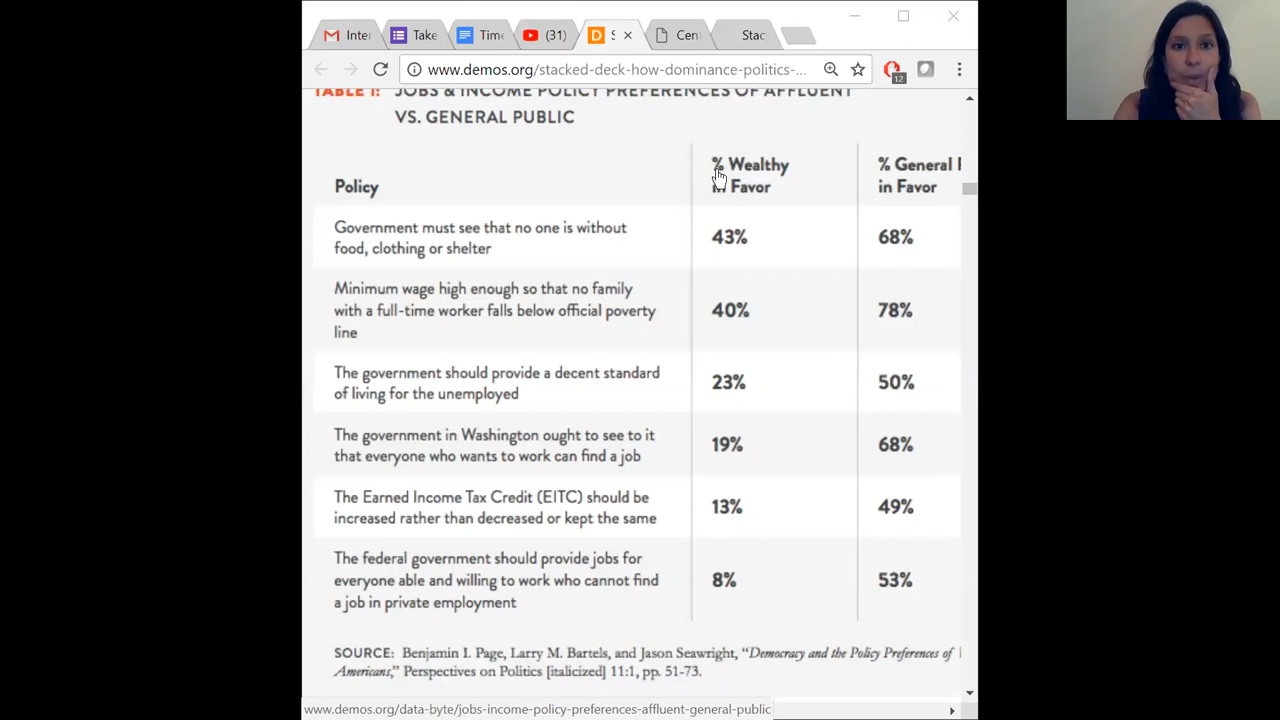 Inter
Take
Time
(31)
S
Cent
Stac
www.demos.org/stacked-deck-how-dominance-politics-...
12
TABLE 1: JOBS & INCOME POLICY PREFERENCES OF AFFLUENT
VS. GENERAL PUBLIC
Policy
% Wealthy
in Favor
% General
in Favor
Government must see that no one is without
food, clothing or shelter
43%
68%
Minimum wage high enough so that no family
with a full-time worker falls below official poverty
line
40%
78%
The government should provide a decent standard
of living for the unemployed
23%
50%
The government in Washington ought to see to it
that everyone who wants to work can find a job
19%
68%
The Earned Income Tax Credit (EITC) should be
increased rather than decreased or kept the same
13%
49%
The federal government should provide jobs for
everyone able and willing to work who cannot find
a job in private employment
8%
53%
SOURCE: Benjamin I. Page, Larry M. Bartels, and Jason Seawright, “Democracy and the Policy Preferences of
Americans,” Perspectives on Politics [italicized] 11:1, pp. 51-73.
www.demos.org/data-byte/jobs-income-policy-preferences-affluent-general-public